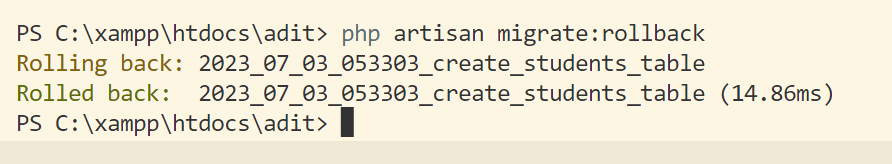 PS C:\xampp\htdocs\adit> php artisan migrate:rollback
Rolling back: 2023_07_03_053303_create_students_table
Rolled back:  2023_07_03_053303_create_students_table (14.86ms)
PS C:\xampp\htdocs\adit>